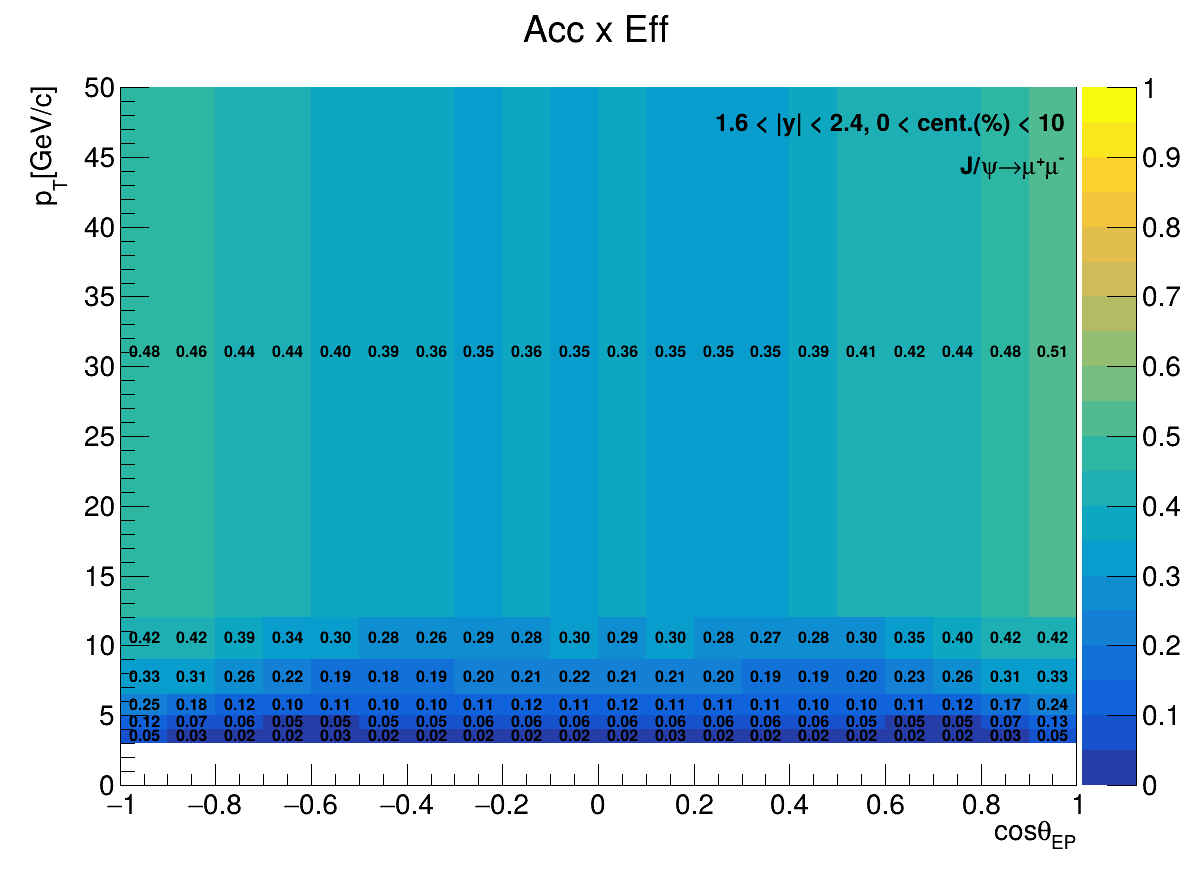 Acc x Eff
p_T[GeV/c]
50
45
40
35
30
25
20
15
10
5
0
1.6 < |y| < 2.4, 0 < cent.(%) < 10
J/ψ→μ⁺μ⁻
0.48 0.46 0.44 0.44 0.40 0.39 0.36 0.35 0.36 0.35 0.36 0.35 0.35 0.35 0.39 0.41 0.42 0.44 0.48 0.51
0.42 0.42 0.39 0.34 0.30 0.28 0.26 0.29 0.28 0.30 0.29 0.30 0.28 0.27 0.28 0.30 0.35 0.40 0.42 0.42
0.33 0.31 0.26 0.22 0.19 0.18 0.19 0.20 0.21 0.22 0.21 0.21 0.20 0.19 0.19 0.20 0.23 0.26 0.31 0.33
0.25 0.18 0.12 0.10 0.11 0.10 0.10 0.11 0.12 0.11 0.12 0.11 0.11 0.11 0.10 0.10 0.11 0.12 0.17 0.24
0.12 0.07 0.06 0.05 0.05 0.05 0.05 0.06 0.06 0.06 0.06 0.06 0.06 0.06 0.06 0.05 0.05 0.05 0.07 0.13
0.05 0.03 0.02 0.02 0.03 0.02 0.02 0.02 0.02 0.02 0.02 0.03 0.02 0.02 0.02 0.02 0.02 0.02 0.03 0.05
−1 −0.8 −0.6 −0.4 −0.2 0 0.2 0.4 0.6 0.8 1
cosθ_EP
1
0.9
0.8
0.7
0.6
0.5
0.4
0.3
0.2
0.1
0